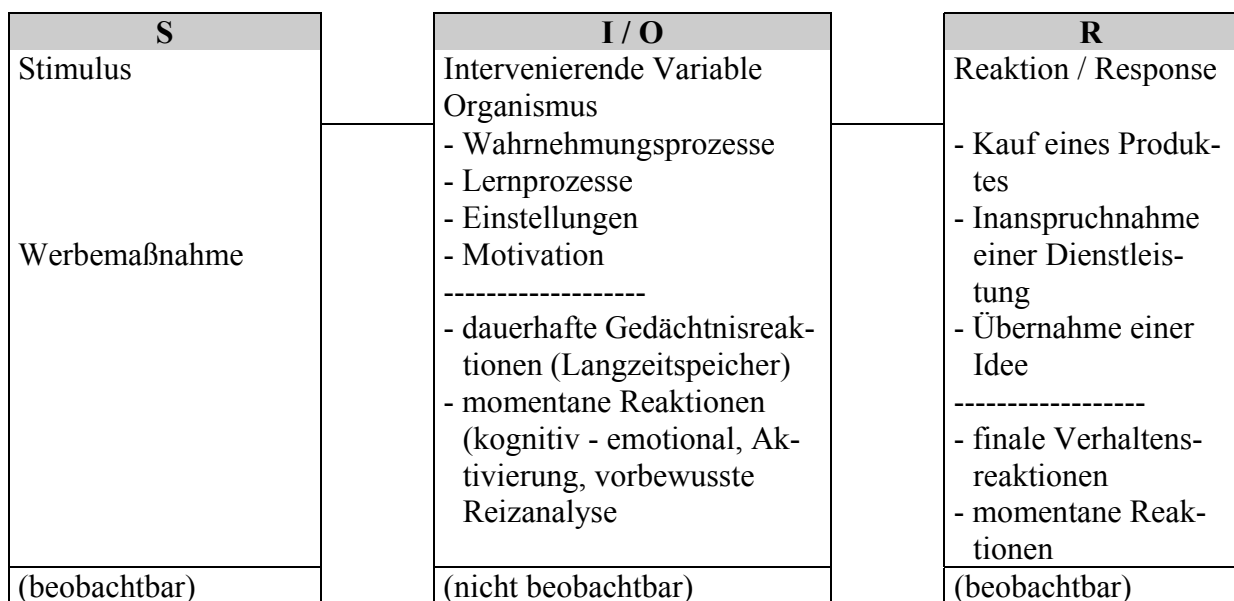 S
Stimulus
Werbemaßnahme
(beobachtbar)
I / O
Intervenierende Variable
Organismus
- Wahrnehmungsprozesse
- Lernprozesse
- Einstellungen
- Motivation
-------------------
- dauerhafte Gedächtnisreak-
tionen (Langzeitspeicher)
- momentane Reaktionen
(kognitiv - emotional, Ak-
tivierung, vorbewusste
Reizanalyse
(nicht beobachtbar)
R
Reaktion / Response
- Kauf eines Produk-
tes
- Inanspruchnahme
einer Dienstleis-
tung
- Übernahme einer
Idee
------------------
- finale Verhaltens-
reaktionen
- momentane Reak-
tionen
(beobachtbar)